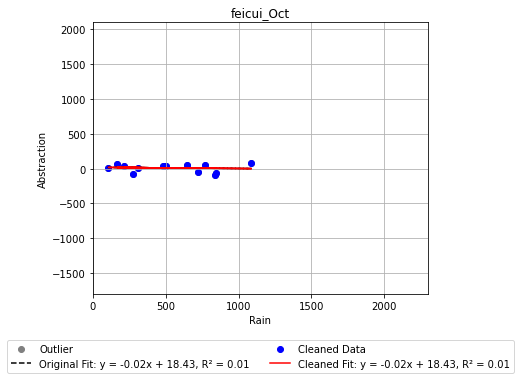 feicui_Oct
2000
1500
1000
500
0
−500
−1000
−1500
Abstraction
0 500 1000 1500 2000
Rain
Outlier Cleaned Data
Original Fit: y = -0.02x + 18.43, R² = 0.01 Cleaned Fit: y = -0.02x + 18.43, R² = 0.01